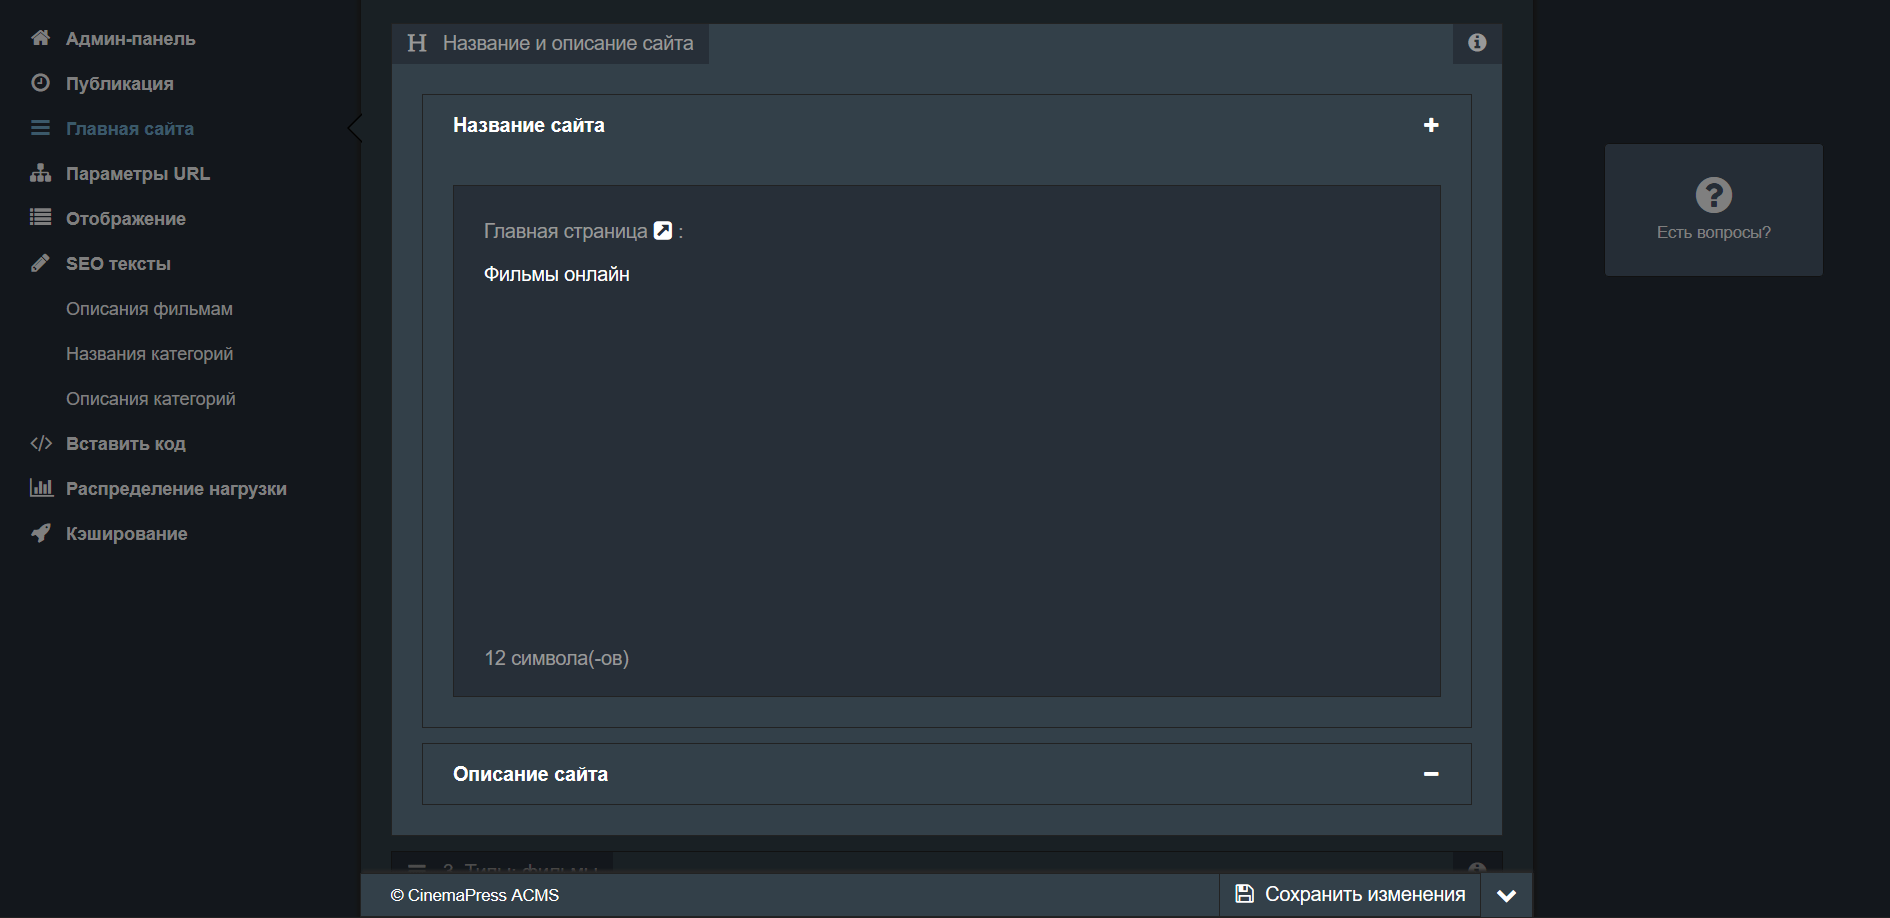 Админ-панель
Публикация
Главная сайта
Параметры URL
Отображение
SEO тексты
Описания фильмам
Названия категорий
Описания категорий
Вставить код
Распределение нагрузки
Кэширование
Название и описание сайта
Название сайта
Главная страница :
Фильмы онлайн
12 символа(-ов)
Описание сайта
Типы: фильмы
© CinemaPress ACMS
Сохранить изменения
Есть вопросы?